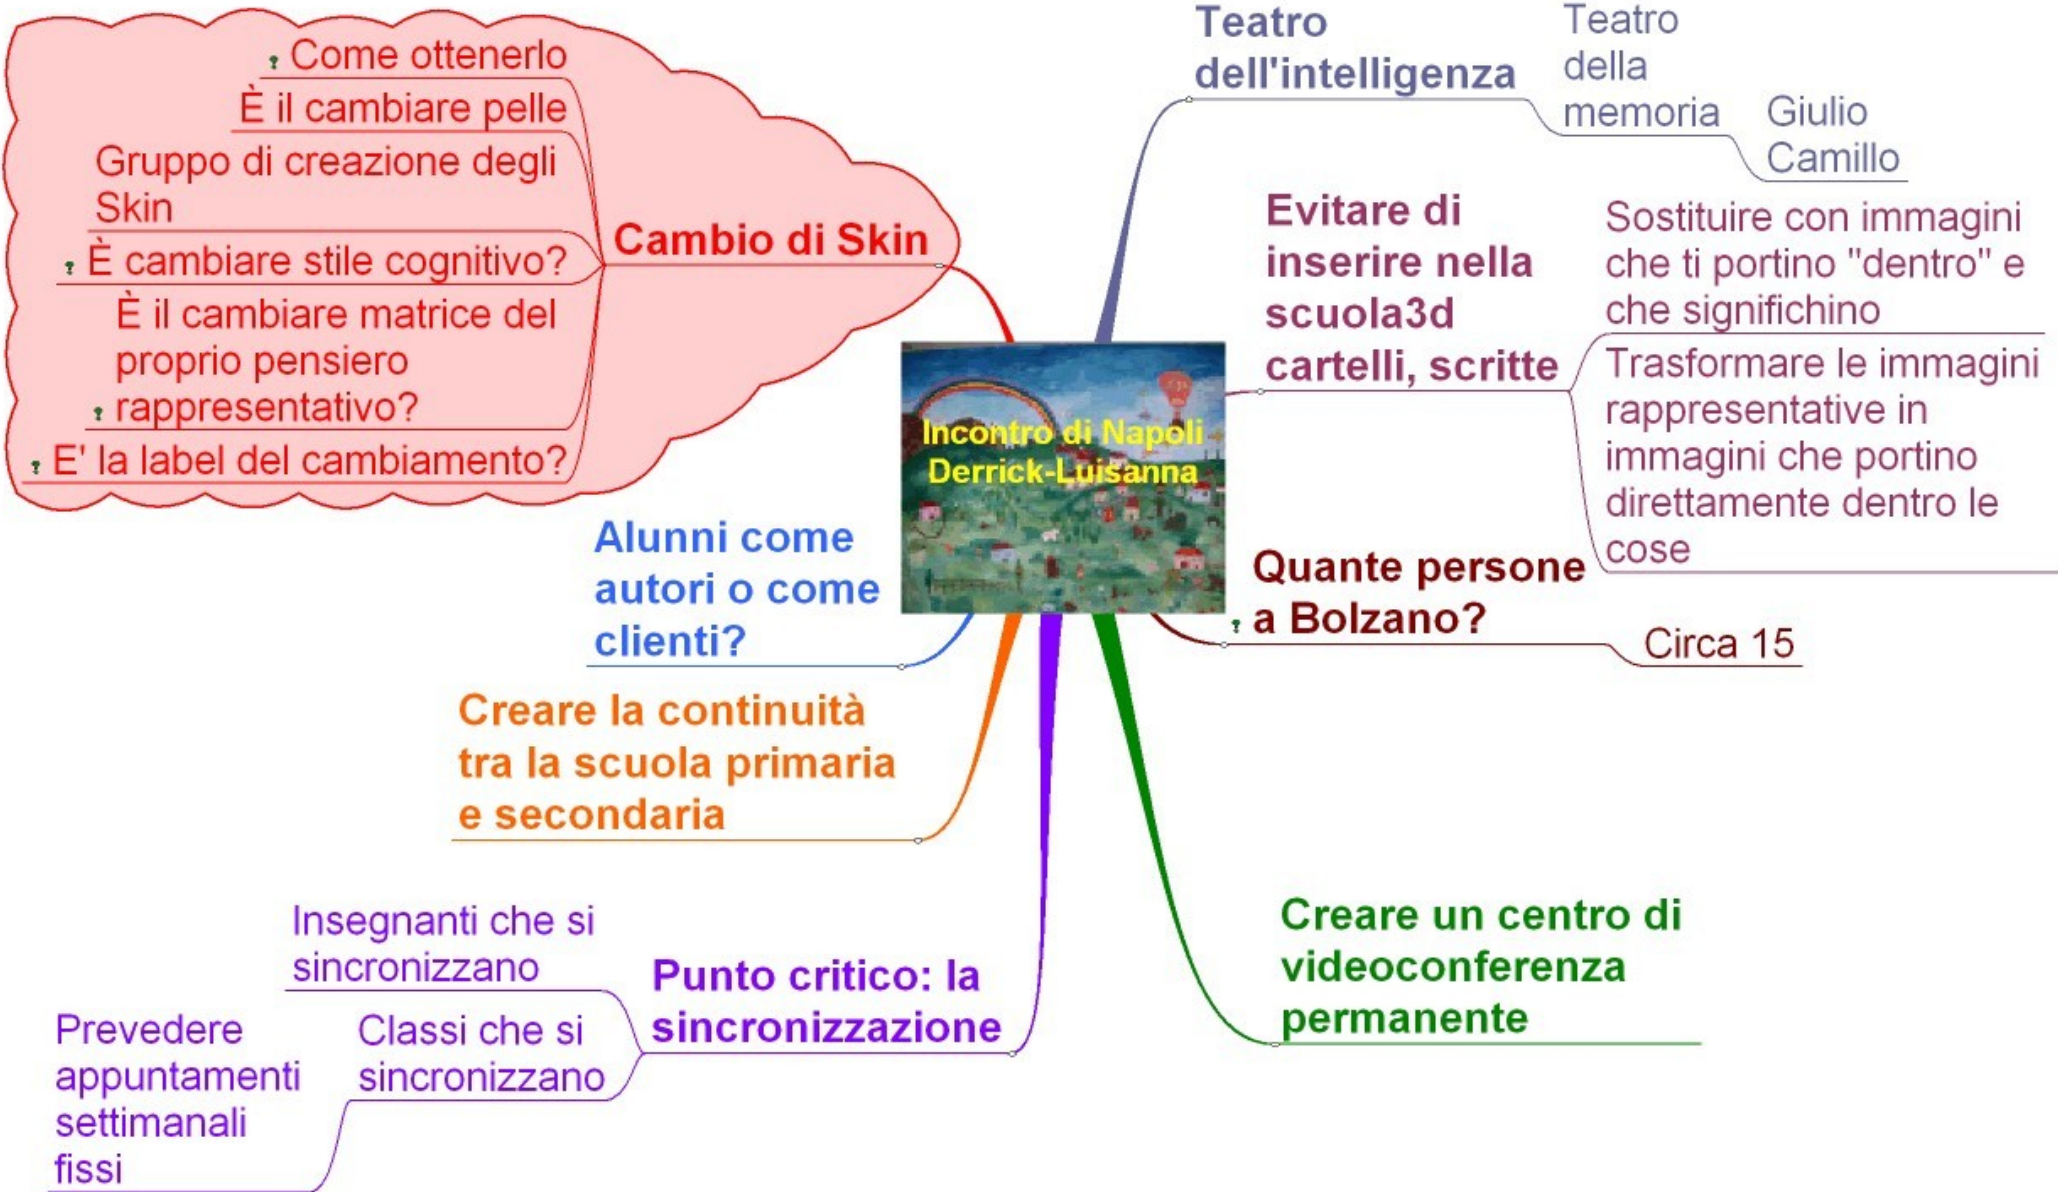 Incontro di Napoli
Derrick-Luisanna
Teatro
dell'intelligenza
Teatro
della
memoria
Giulio
Camillo
Evitare di
inserire nella
scuola3d
cartelli, scritte
Sostituire con immagini
che ti portino "dentro" e
che significhino
Trasformare le immagini
rappresentative in
immagini che portino
direttamente dentro le
cose
Quante persone
? a Bolzano?
Circa 15
Creare un centro di
videoconferenza
permanente
Punto critico: la
sincronizzazione
Insegnanti che si
sincronizzano
Classi che si
sincronizzano
Prevedere
appuntamenti
settimanali
fissi
Creare la continuità
tra la scuola primaria
e secondaria
Alunni come
autori o come
clienti?
Cambio di Skin
? Come ottenerlo
È il cambiare pelle
Gruppo di creazione degli
Skin
? È cambiare stile cognitivo?
È il cambiare matrice del
proprio pensiero
? rappresentativo?
? E' la label del cambiamento?